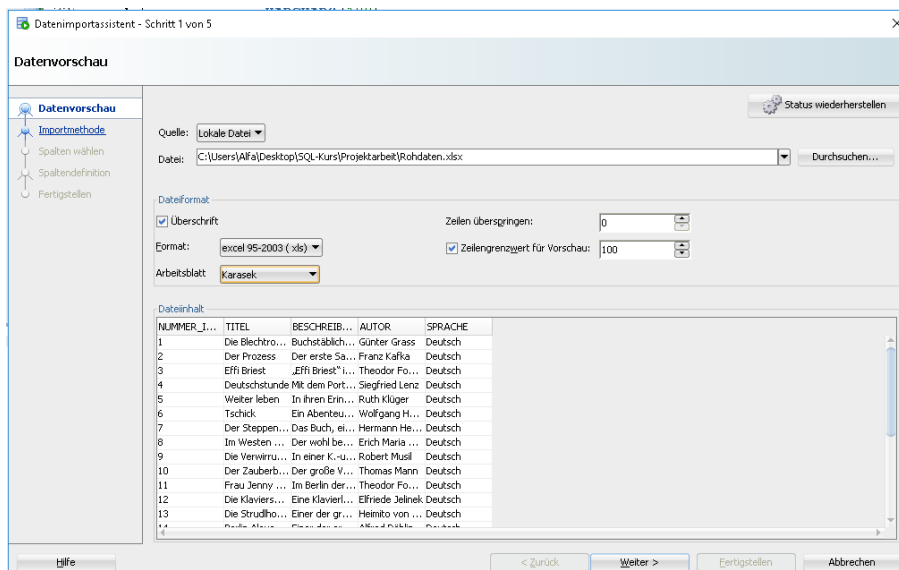 Datenimportassistent - Schritt 1 von 5
Datenvorschau
Status wiederherstellen
Datenvorschau
Importmethode
Spalten wählen
Spaltendefinition
Fertigstellen
Quelle: Lokale Datei
Datei: C:\Users\Alfa\Desktop\SQL-Kurs\Projektarbeit\Rohdaten.xlsx Durchsuchen...
Dateiformat
Überschrift Zeilen überspringen: 0
Format: excel 95-2003 (xls) Zeilengrenzwert für Vorschau: 100
Arbeitsblatt Karasek
Dateiinhalt
NUMMER_I... TITEL BESCHREIB... AUTOR SPRACHE
1 Die Blechtro... Buchstäblich... Günter Grass Deutsch
2 Der Prozess Der erste Sa... Franz Kafka Deutsch
3 Effi Briest „Effi Briest" i... Theodor Fo... Deutsch
4 Deutschstunde Mit dem Port... Siegfried Lenz Deutsch
5 Weiter leben In ihren Erin... Ruth Klüger Deutsch
6 Tschick Ein Abenteu... Wolfgang H... Deutsch
7 Der Steppen... Das Buch, ei... Hermann He... Deutsch
8 Im Westen ... Der wohl be... Erich Maria ... Deutsch
9 Die Verwirru... In einer K.-u... Robert Musil Deutsch
10 Der Zauberb... Der große V... Thomas Mann Deutsch
11 Frau Jenny ... Im Berlin der... Theodor Fo... Deutsch
12 Die Klaviers... Eine Klavierl... Elfriede Jelinek Deutsch
13 Die Strudlho... Einer der gr... Heimito von ... Deutsch
Hilfe < Zurück Weiter > Fertigstellen Abbrechen